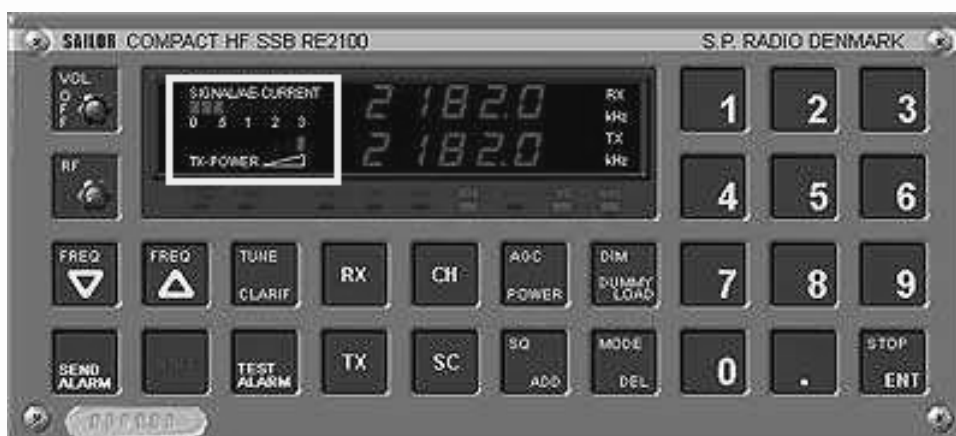 SAILOR COMPACT HF SSB RE2100 S.P. RADIO DENMARK
VOL
OFF
SIGNAL/AE-CURRENT
0 .5 1 2 3
TX-POWER
2182.0 RX kHz
2182.0 TX kHz
RF
1 2 3
4 5 6
FREQ FREQ TUNE CLARIF RX CH AGC POWER DIM DUMMY LOAD 7 8 9
SEND ALARM TEST ALARM TX SC SQ ADD MODE DEL 0 . STOP ENT